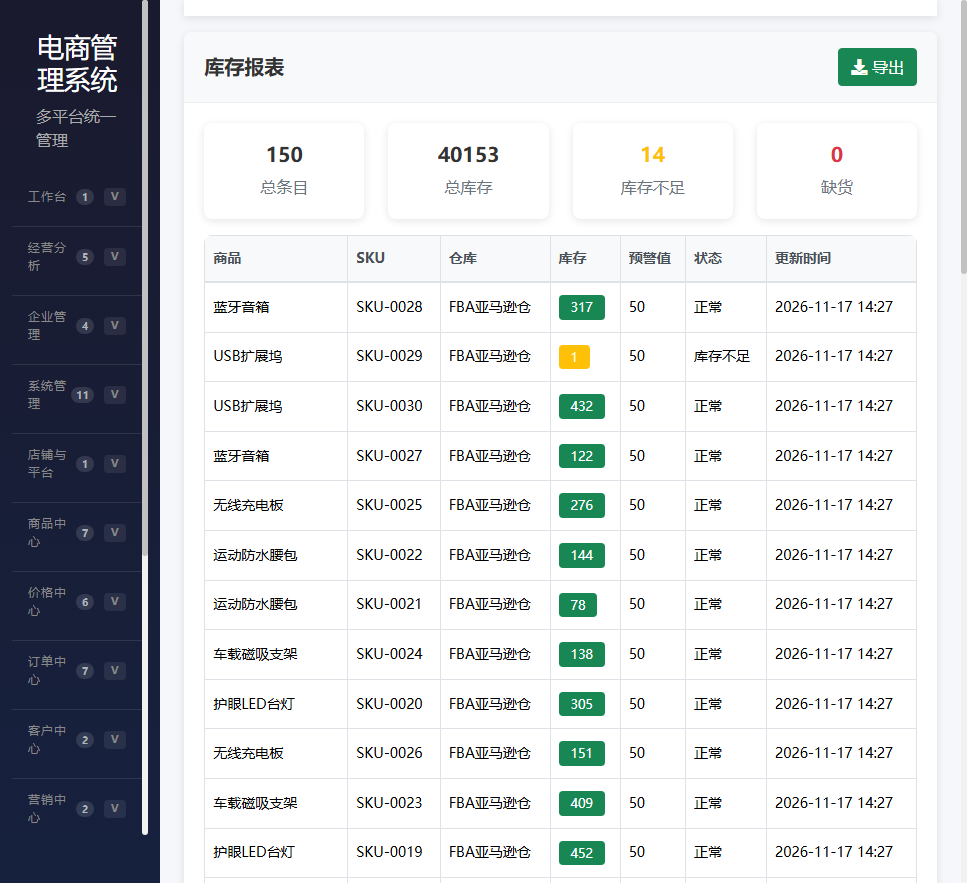 电商管
理系统
多平台统一
管理
工作台 1 V
经营分
析 5 V
企业管
理 4 V
系统管
理 11 V
店铺与
平台 1 V
商品中
心 7 V
价格中
心 6 V
订单中
心 7 V
客户中
心 2 V
营销中
心 2 V
库存报表
导出
150
总条目
40153
总库存
14
库存不足
0
缺货
商品 SKU 仓库 库存 预警值 状态 更新时间
蓝牙音箱 SKU-0028 FBA亚马逊仓 317 50 正常 2026-11-17 14:27
USB扩展坞 SKU-0029 FBA亚马逊仓 1 50 库存不足 2026-11-17 14:27
USB扩展坞 SKU-0030 FBA亚马逊仓 432 50 正常 2026-11-17 14:27
蓝牙音箱 SKU-0027 FBA亚马逊仓 122 50 正常 2026-11-17 14:27
无线充电板 SKU-0025 FBA亚马逊仓 276 50 正常 2026-11-17 14:27
运动防水腰包 SKU-0022 FBA亚马逊仓 144 50 正常 2026-11-17 14:27
运动防水腰包 SKU-0021 FBA亚马逊仓 78 50 正常 2026-11-17 14:27
车载磁吸支架 SKU-0024 FBA亚马逊仓 138 50 正常 2026-11-17 14:27
护眼LED台灯 SKU-0020 FBA亚马逊仓 305 50 正常 2026-11-17 14:27
无线充电板 SKU-0026 FBA亚马逊仓 151 50 正常 2026-11-17 14:27
车载磁吸支架 SKU-0023 FBA亚马逊仓 409 50 正常 2026-11-17 14:27
护眼LED台灯 SKU-0019 FBA亚马逊仓 452 50 正常 2026-11-17 14:27